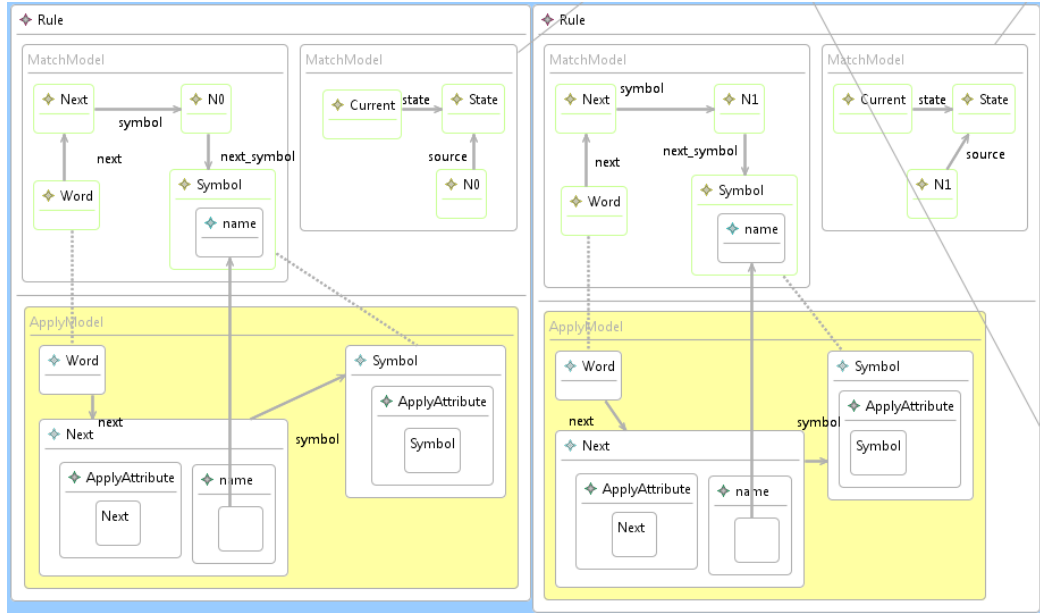 Rule
MatchModel
Next
symbol
N0
next
next_symbol
Word
Symbol
name
MatchModel
Current
state
State
source
N0
ApplyModel
Word
next
Next
ApplyAttribute
Next
name
symbol
Symbol
ApplyAttribute
Symbol
Rule
MatchModel
Next
symbol
N1
next
next_symbol
Word
Symbol
name
MatchModel
Current
state
State
source
N1
ApplyModel
Word
next
Next
ApplyAttribute
Next
name
symbol
Symbol
ApplyAttribute
Symbol